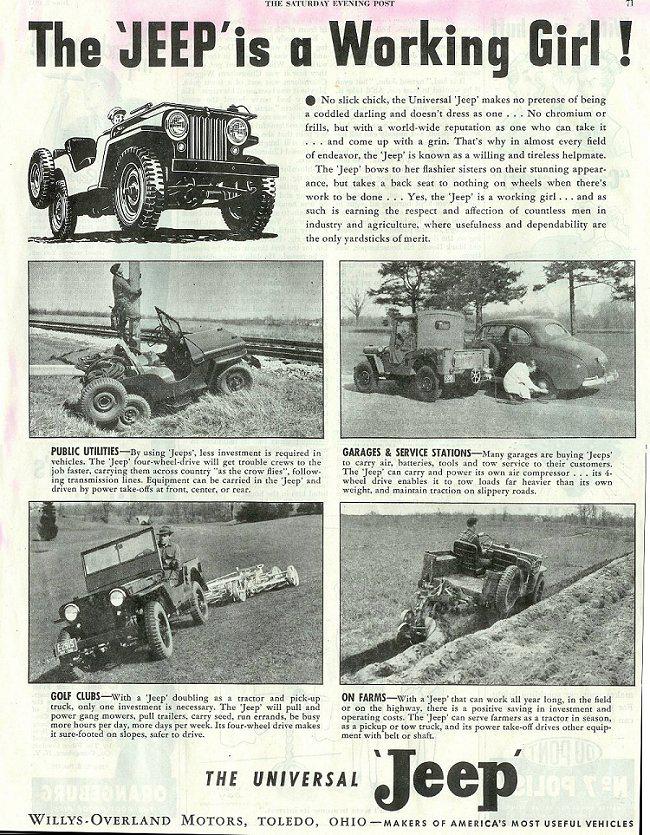 THE SATURDAY EVENING POST
71
The 'JEEP' is a Working Girl !
● No slick chick, the Universal 'Jeep' makes no pretense of being
a coddled darling and doesn't dress as one . . . No chromium or
frills, but with a world-wide reputation as one who can take it
. . . and come up with a grin. That's why in almost every field
of endeavor, the 'Jeep' is known as a willing and tireless helpmate.
The 'Jeep' bows to her flashier sisters on their stunning appear-
ance, but takes a back seat to nothing on wheels when there's
work to be done . . . Yes, the 'Jeep' is a working girl . . . and as
such is earning the respect and affection of countless men in
industry and agriculture, where usefulness and dependability are
the only yardsticks of merit.
PUBLIC UTILITIES—By using 'Jeeps', less investment is required in
vehicles. The 'Jeep' four-wheel-drive will get trouble crews to the
job faster, carrying them across country "as the crow flies", follow-
ing transmission lines. Equipment can be carried in the 'Jeep' and
driven by power take-offs at front, center, or rear.
GARAGES & SERVICE STATIONS—Many garages are buying 'Jeeps'
to carry air, batteries, tools and tow service to their customers.
The 'Jeep' can carry and power its own air compressor . . . its 4-
wheel drive enables it to tow loads far heavier than its own
weight, and maintain traction on slippery roads.
GOLF CLUBS—With a 'Jeep' doubling as a tractor and pick-up
truck, only one investment is necessary. The 'Jeep' will pull and
power gang mowers, pull trailers, carry seed, run errands, be busy
more hours per day, more days per week. Its four-wheel drive makes
it sure-footed on slopes, safer to drive.
ON FARMS—With a 'Jeep' that can work all year long, in the field
or on the highway, there is a positive saving in investment and
operating costs. The 'Jeep' can serve farmers as a tractor in season,
as a pickup or tow truck, and its power take-off drives other equip-
ment with belt or shaft.
THE UNIVERSAL 'Jeep'
WILLYS-OVERLAND MOTORS, TOLEDO, OHIO—MAKERS OF AMERICA'S MOST USEFUL VEHICLES